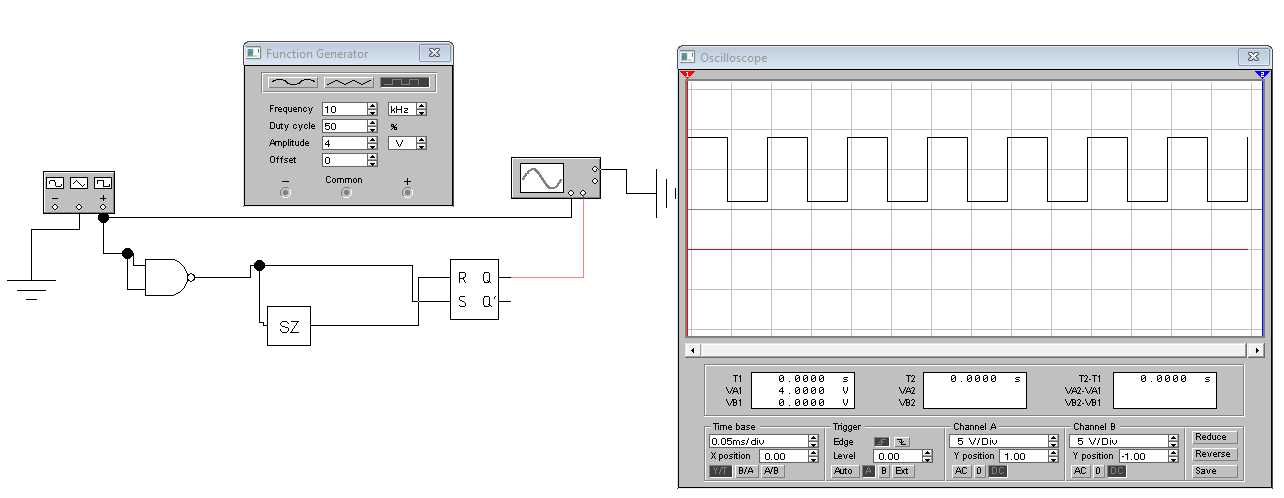 Function Generator
Frequency 10 kHz
Duty cycle 50 %
Amplitude 4 V
Offset 0
− Common +
− +
SZ
R Q
S Q'
Oscilloscope
1 2
T1 0.0000 s
VA1 4.0000 V
VB1 0.0000 V
T2 0.0000 s
VA2
VB2
T2-T1 0.0000 s
VA2-VA1
VB2-VB1
Time base
0.05ms/div
X position 0.00
Y/T B/A A/B
Trigger
Edge
Level 0.00
Auto A B Ext
Channel A
5 V/Div
Y position 1.00
AC 0 DC
Channel B
5 V/Div
Y position -1.00
AC 0 DC
Reduce
Reverse
Save